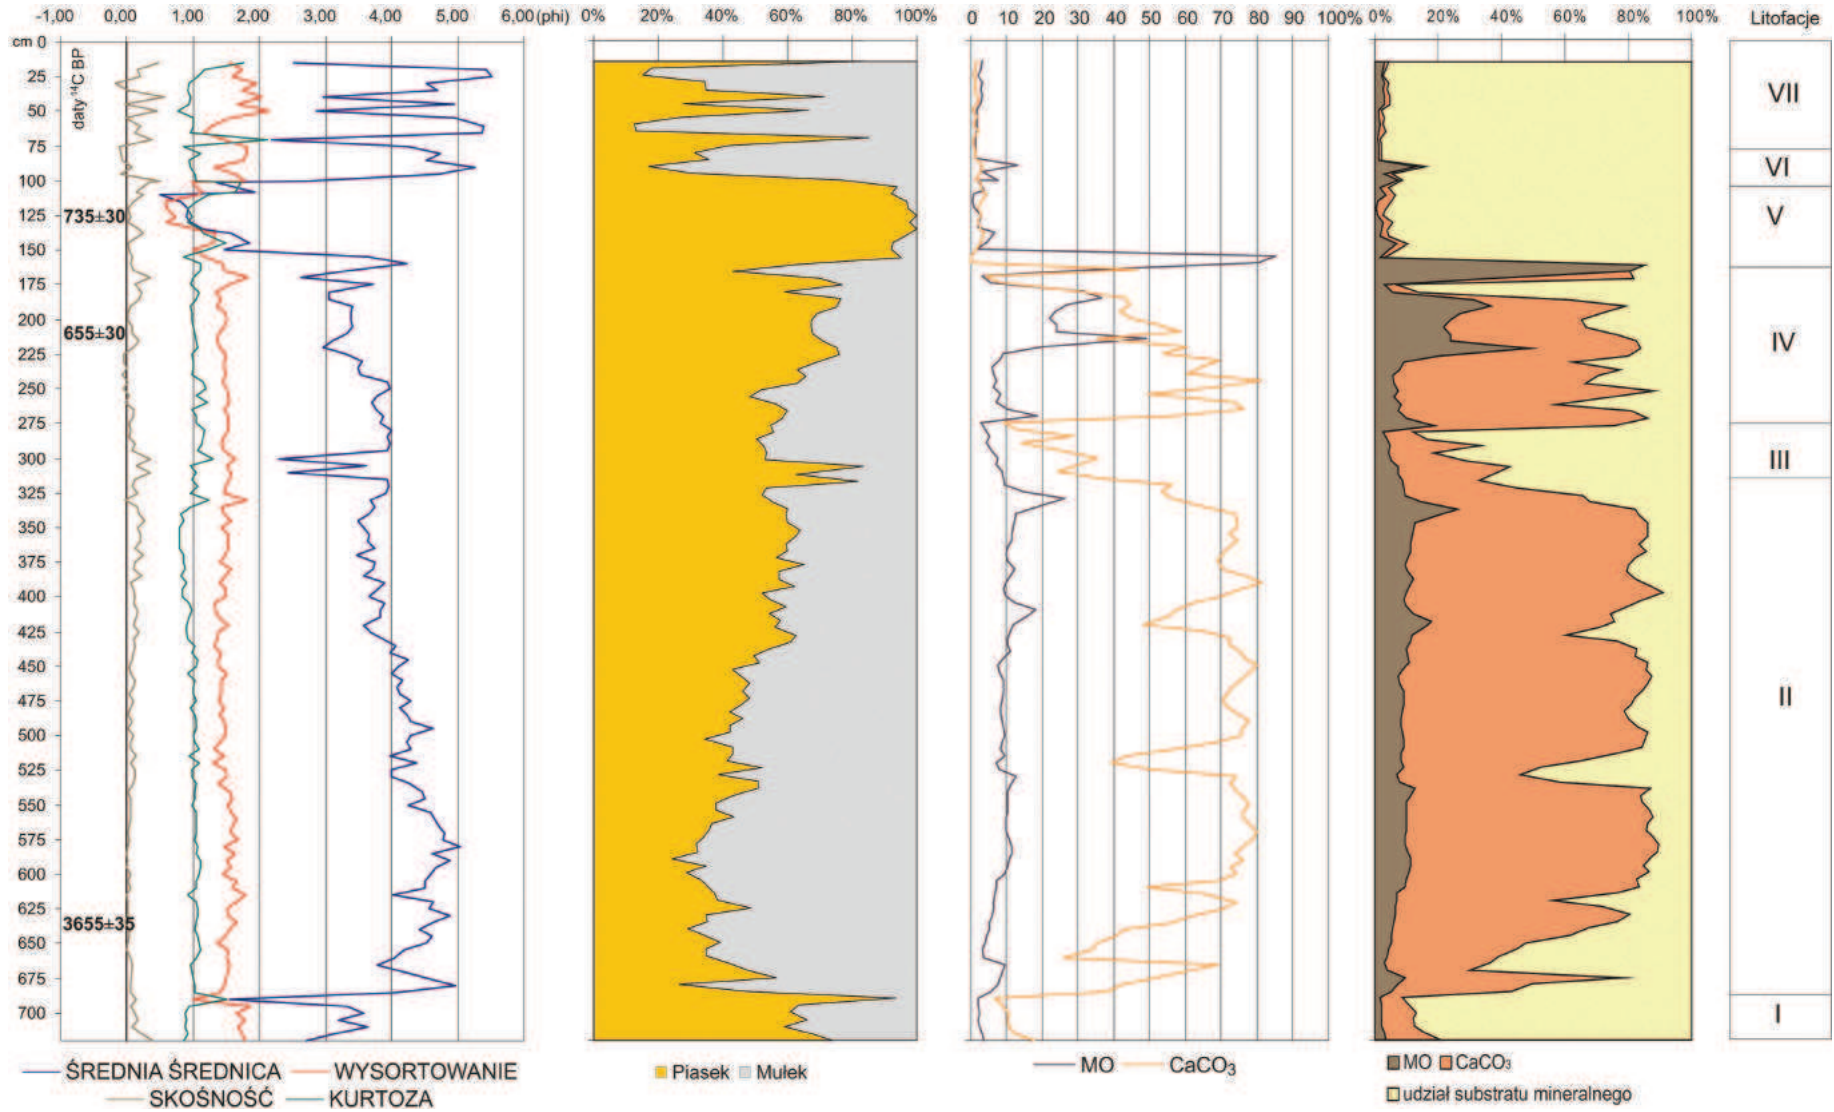 -1,00 0,00 1,00 2,00 3,00 4,00 5,00 6,00 (phi)
0% 20% 40% 60% 80% 100%
0 10 20 30 40 50 60 70 80 90 100%
0% 20% 40% 60% 80% 100%
Litofacje
cm 0
25
50
75
100
125
150
175
200
225
250
275
300
325
350
375
400
425
450
475
500
525
550
575
600
625
650
675
700
daty ¹⁴C BP
735±30
655±30
3655±35
VII
VI
V
IV
III
II
I
ŚREDNIA ŚREDNICA WYSORTOWANIE
SKOŚNOŚĆ KURTOZA
Piasek Mułek
MO CaCO₃
MO CaCO₃
udział substratu mineralnego